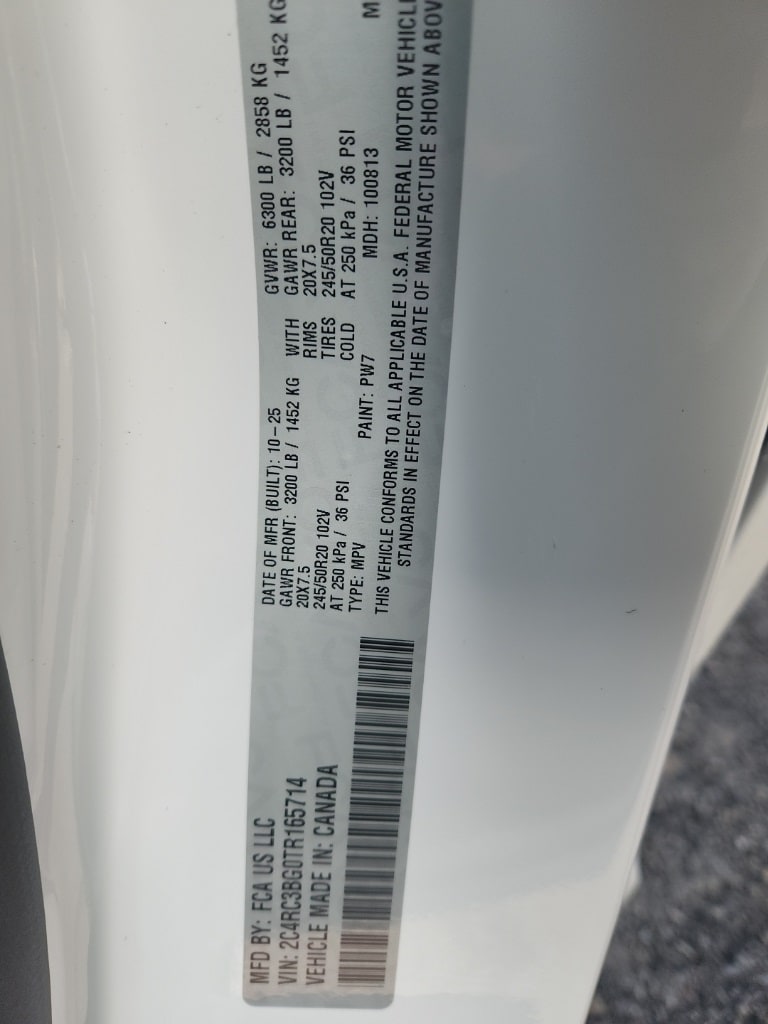 MFD BY: FCA US LLC
VIN: 2C4RC3BG0TR165714
VEHICLE MADE IN: CANADA
DATE OF MFR (BUILT): 10-25 GVWR: 6300 LB / 2858 KG
GAWR FRONT: 3200 LB / 1452 KG WITH GAWR REAR: 3200 LB / 1452 KG
20X7.5 RIMS 20X7.5
245/50R20 102V TIRES 245/50R20 102V
AT 250 kPa / 36 PSI COLD AT 250 kPa / 36 PSI
TYPE: MPV PAINT: PW7 MDH: 100813 M
THIS VEHICLE CONFORMS TO ALL APPLICABLE U.S.A. FEDERAL MOTOR
STANDARDS IN EFFECT ON THE DATE OF MANUFACTURE SHOWN